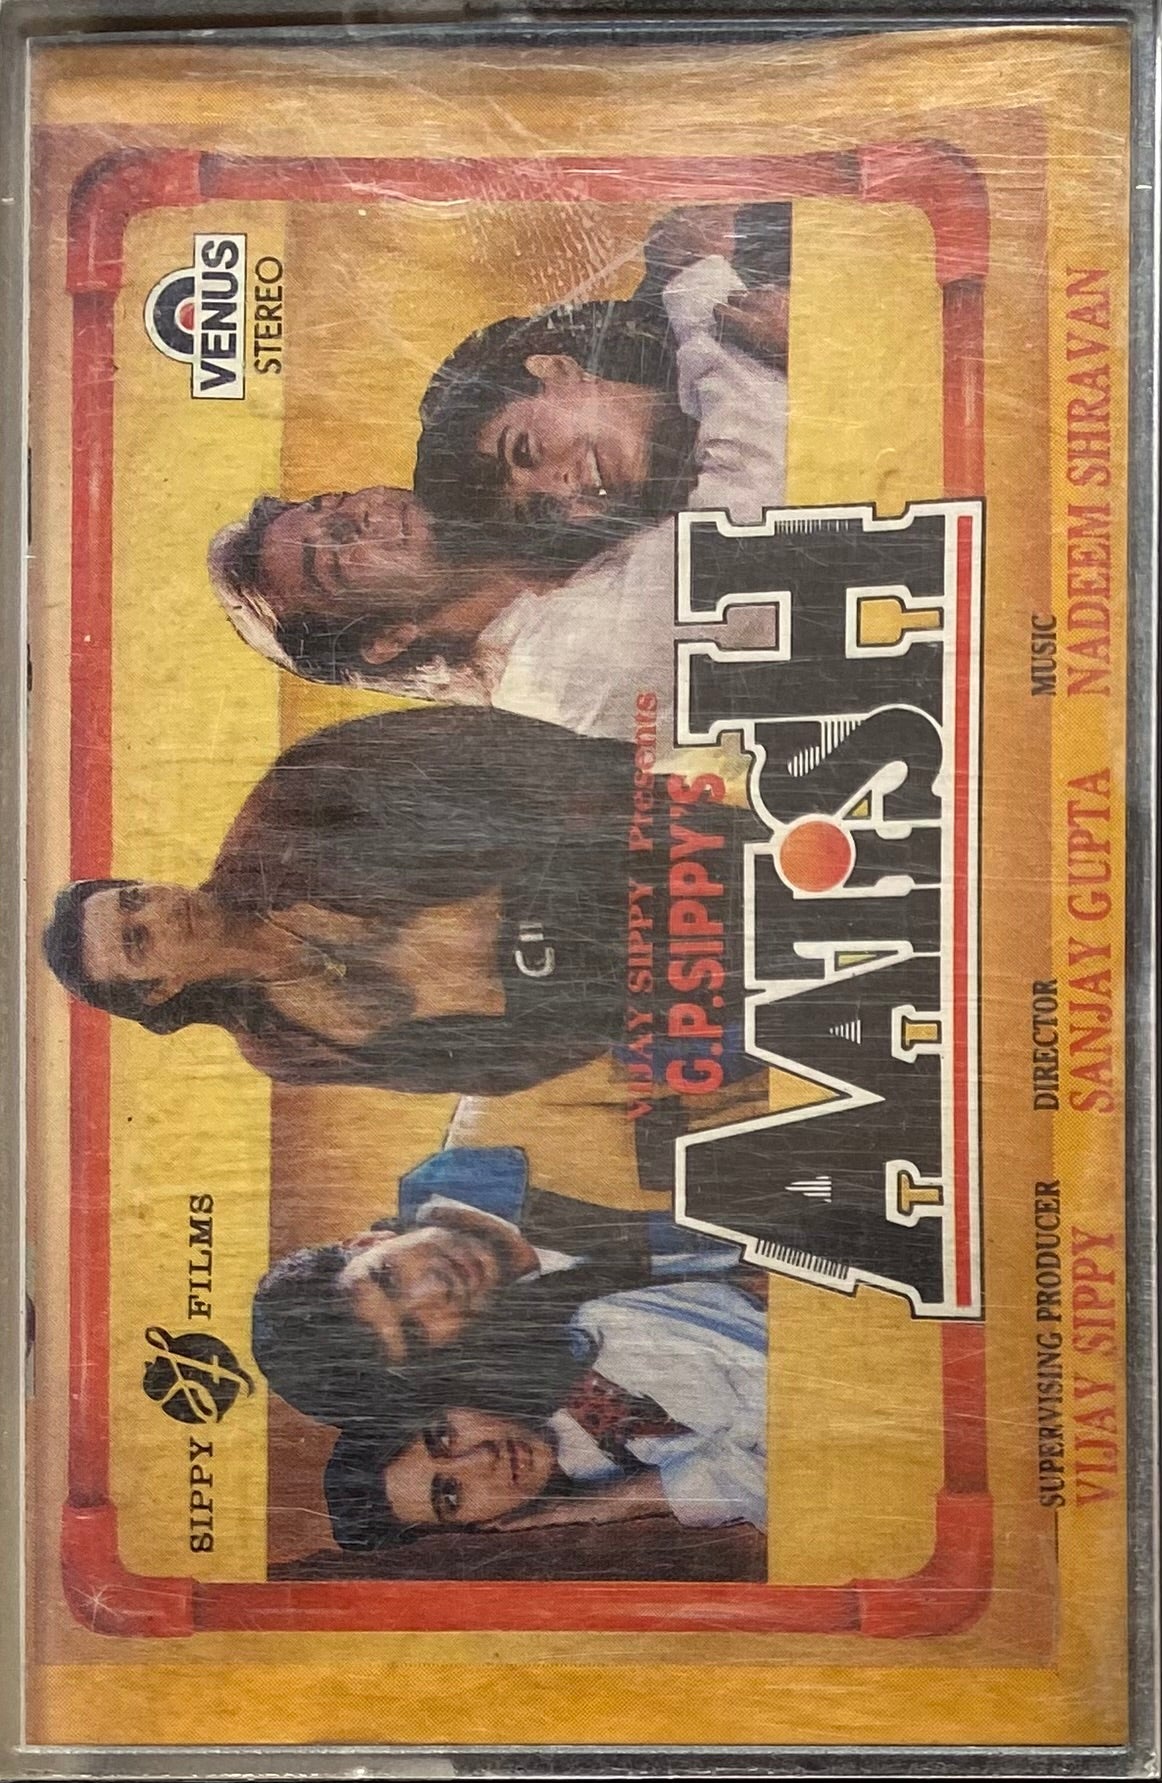 SIPPY SF FILMS
VENUS
STEREO
VIJAY SIPPY Presents
G.P.SIPPY'S
AATISH
SUPERVISING PRODUCER
VIJAY SIPPY
DIRECTOR
SANJAY GUPTA
MUSIC
NADEEM SHRAVAN